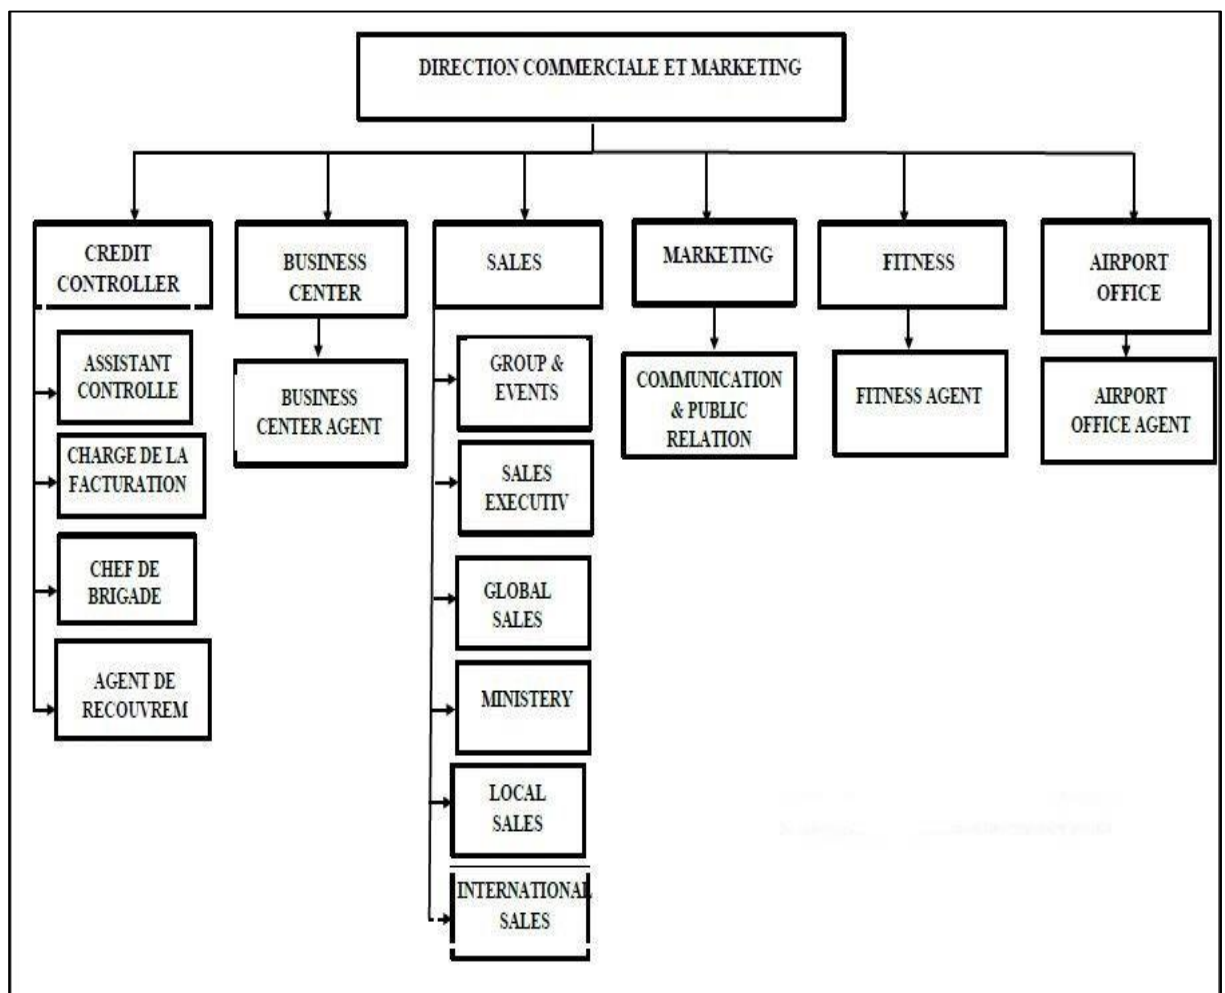 DIRECTION COMMERCIALE ET MARKETING
CREDIT
CONTROLLER
BUSINESS
CENTER
SALES
MARKETING
FITNESS
AIRPORT
OFFICE
ASSISTANT
CONTROLLE
CHARGE DE LA
FACTURATION
CHEF DE
BRIGADE
AGENT DE
RECOUVREM
BUSINESS
CENTER AGENT
GROUP &
EVENTS
SALES
EXECUTIV
GLOBAL
SALES
MINISTERY
LOCAL
SALES
INTERNATIONAL
SALES
COMMUNICATION
& PUBLIC
RELATION
FITNESS AGENT
AIRPORT
OFFICE AGENT